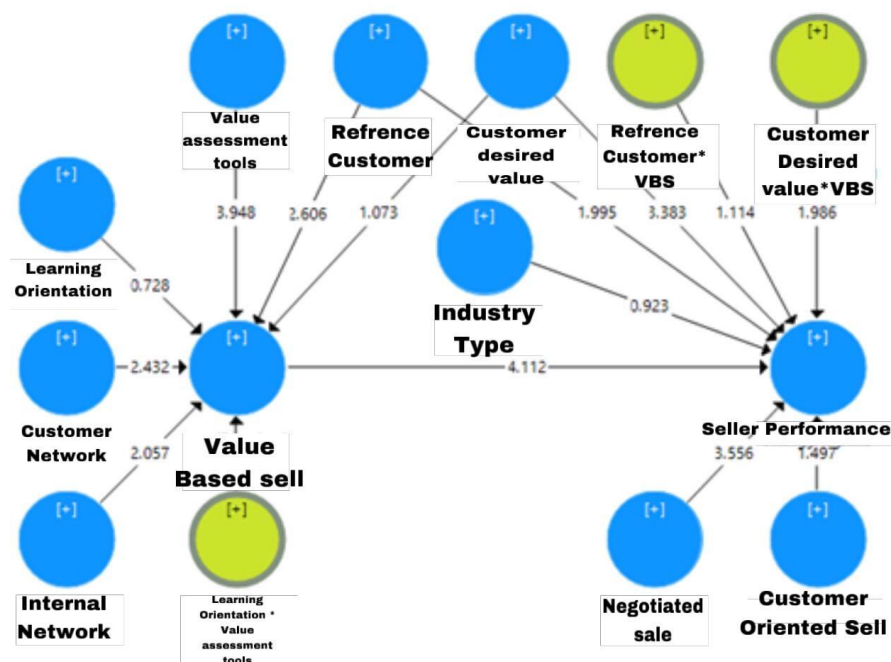 [+]
[+]
[+]
[+]
[+]
Value
assessment
tools
Refrence
Customer
Customer
desired
value
Refrence
Customer*
VBS
Customer
Desired
value*VBS
[+]
3.948
2.606
1.073
1.995
3.383
1.114
1.986
[+]
Learning
Orientation
0.728
0.923
Industry
Type
[+]
[+]
[+]
2.432
4.112
Customer
Network
2.057
Value
Based sell
Seller Performance
3.556
1.497
[+]
[+]
[+]
[+]
Internal
Network
Learning
Orientation *
Value
assessment
tools
Negotiated
sale
Customer
Oriented Sell